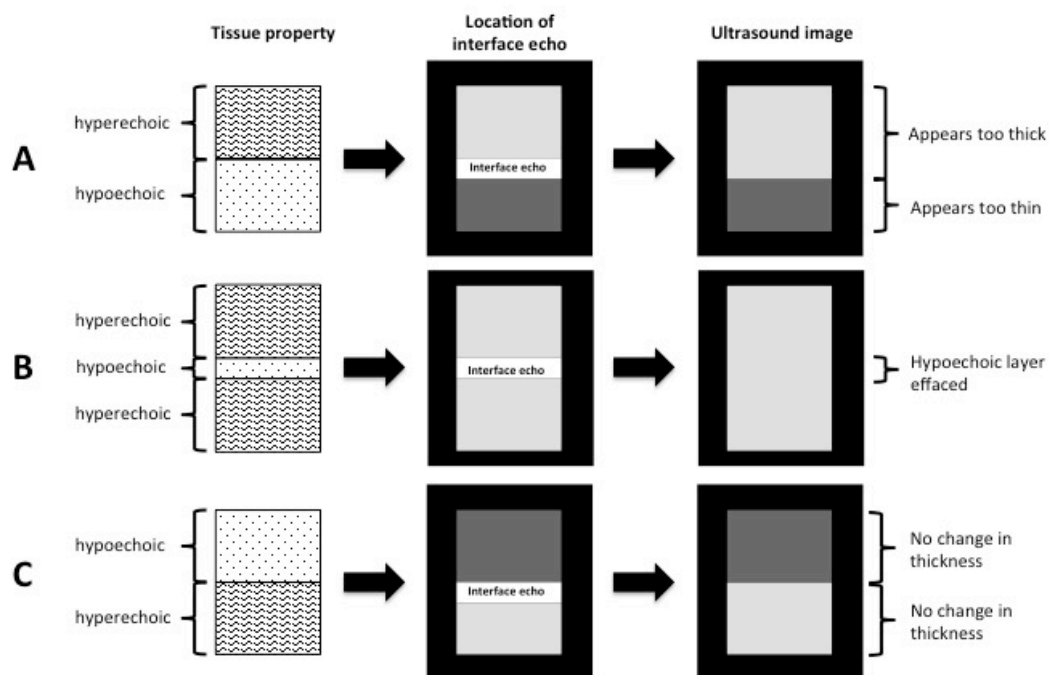 Tissue property
Location of
interface echo
Ultrasound image
A
hyperechoic
hypoechoic
Interface echo
Appears too thick
Appears too thin
B
hyperechoic
hypoechoic
hyperechoic
Interface echo
Hypoechoic layer
effaced
C
hypoechoic
hyperechoic
Interface echo
No change in
thickness
No change in
thickness